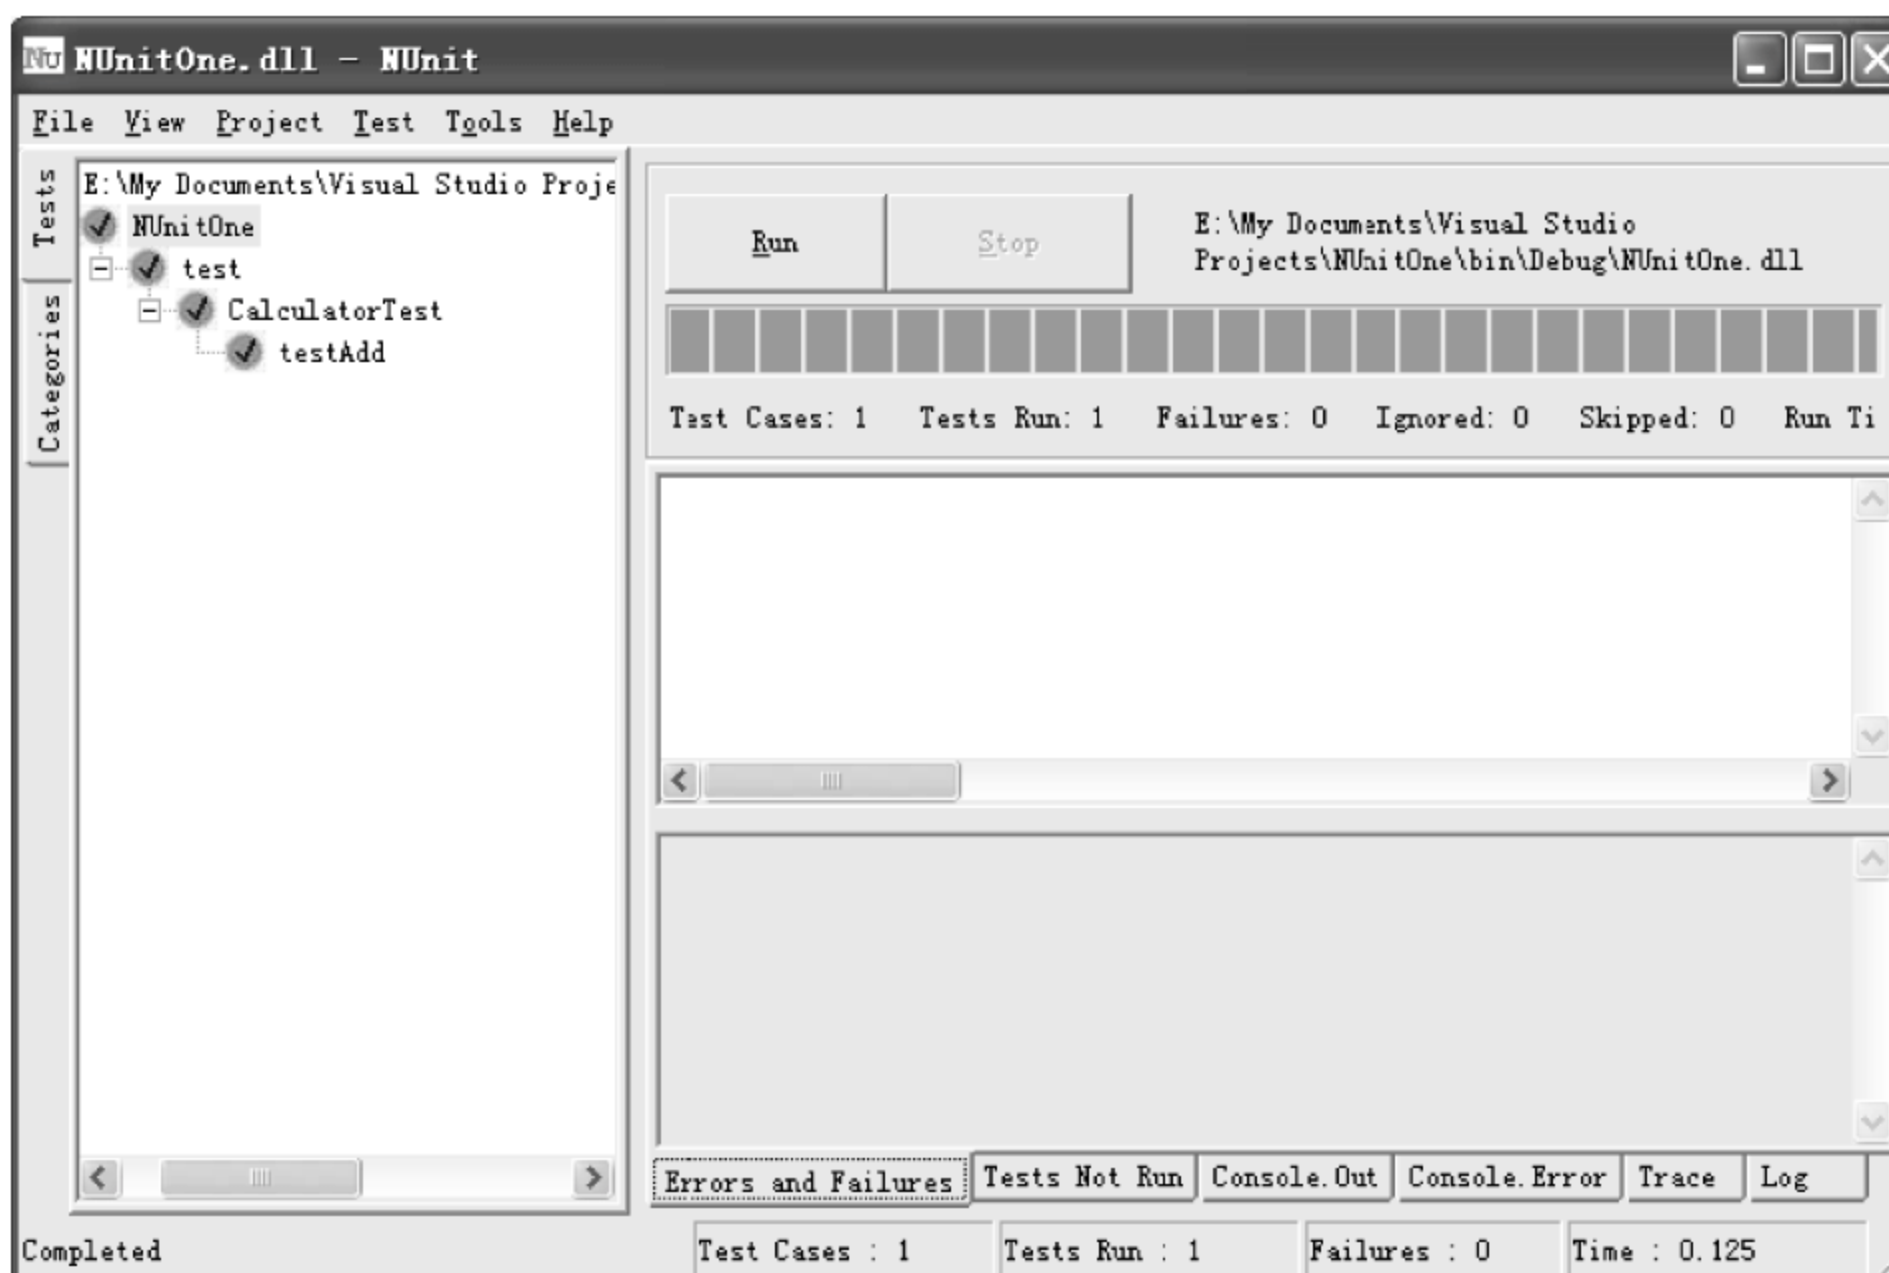 NU NUnitOne.dll - NUnit
File View Project Test Tools Help
Tests
Categories
E:\My Documents\Visual Studio Proje
NUnitOne
test
CalculatorTest
testAdd
Run
Stop
E:\My Documents\Visual Studio
Projects\NUnitOne\bin\Debug\NUnitOne.dll
Test Cases: 1 Tests Run: 1 Failures: 0 Ignored: 0 Skipped: 0 Run Ti
Errors and Failures Tests Not Run Console.Out Console.Error Trace Log
Completed Test Cases : 1 Tests Run : 1 Failures : 0 Time : 0.125